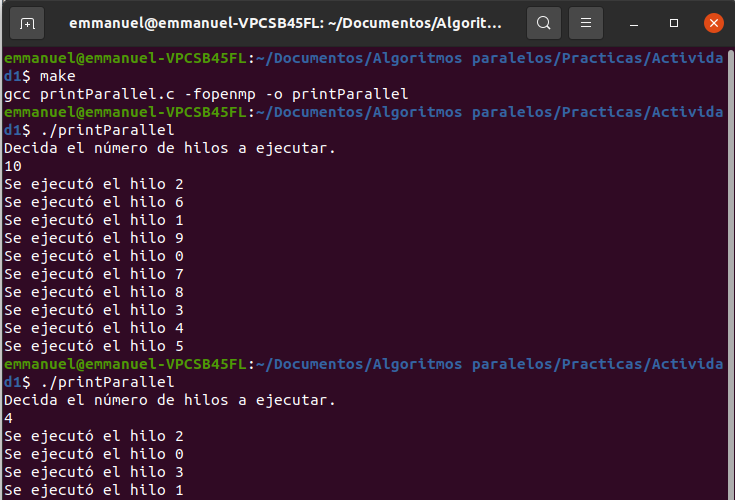 emmanuel@emmanuel-VPCSB45FL: ~/Documentos/Algorit...
emmanuel@emmanuel-VPCSB45FL:~/Documentos/Algoritmos paralelos/Practicas/Activida
d1$ make
gcc printParallel.c -fopenmp -o printParallel
emmanuel@emmanuel-VPCSB45FL:~/Documentos/Algoritmos paralelos/Practicas/Activida
d1$ ./printParallel
Decida el número de hilos a ejecutar.
10
Se ejecutó el hilo 2
Se ejecutó el hilo 6
Se ejecutó el hilo 1
Se ejecutó el hilo 9
Se ejecutó el hilo 0
Se ejecutó el hilo 7
Se ejecutó el hilo 8
Se ejecutó el hilo 3
Se ejecutó el hilo 4
Se ejecutó el hilo 5
emmanuel@emmanuel-VPCSB45FL:~/Documentos/Algoritmos paralelos/Practicas/Activida
d1$ ./printParallel
Decida el número de hilos a ejecutar.
4
Se ejecutó el hilo 2
Se ejecutó el hilo 0
Se ejecutó el hilo 3
Se ejecutó el hilo 1